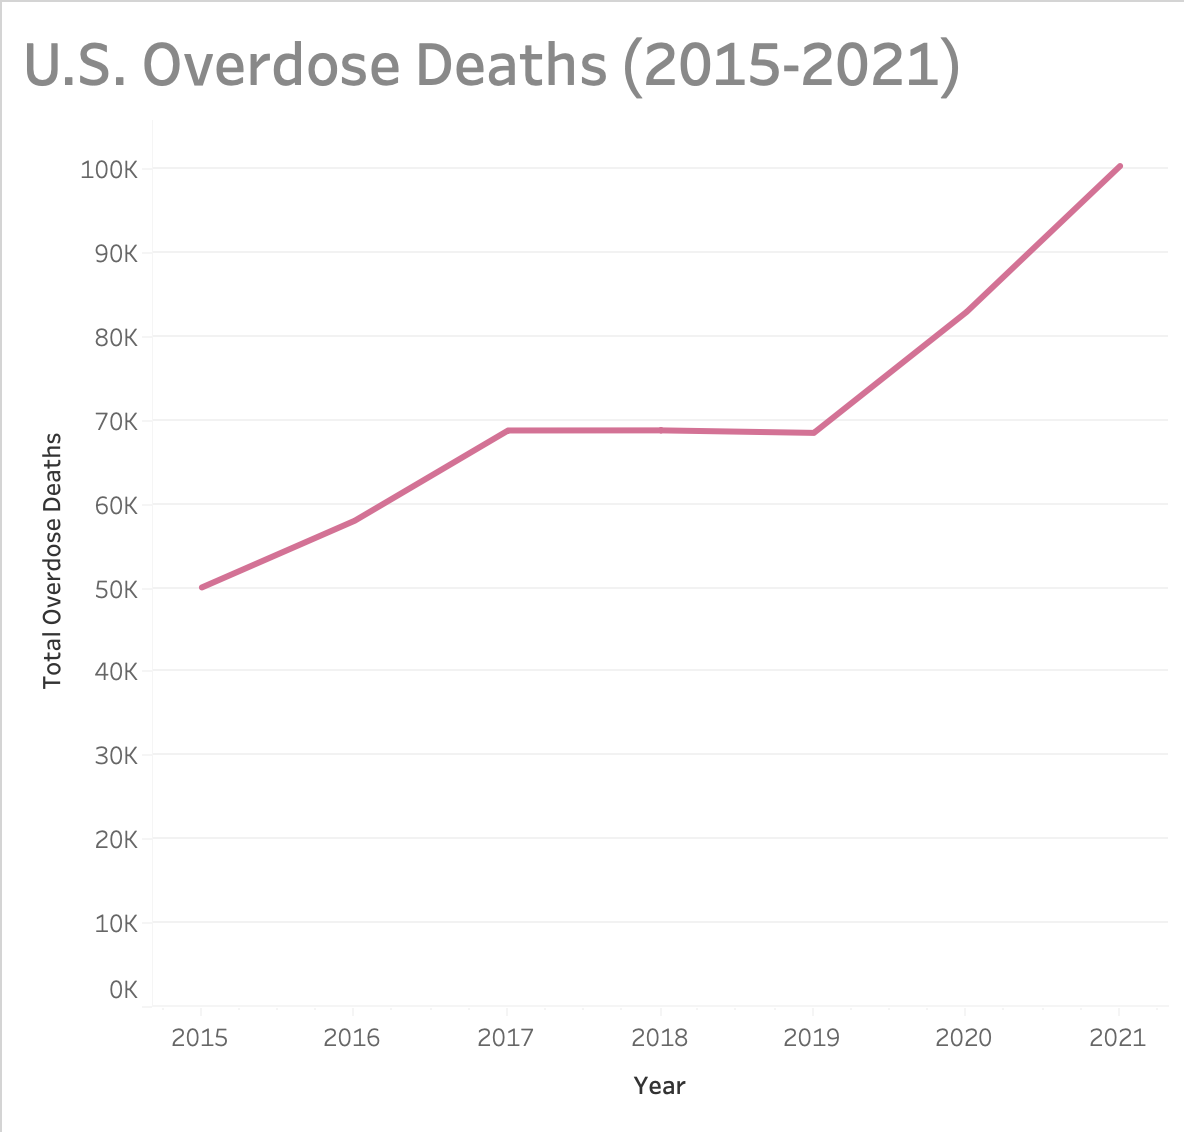 U.S. Overdose Deaths (2015-2021)
100K
90K
80K
70K
60K
50K
40K
30K
20K
10K
0K
Total Overdose Deaths
2015 2016 2017 2018 2019 2020 2021
Year